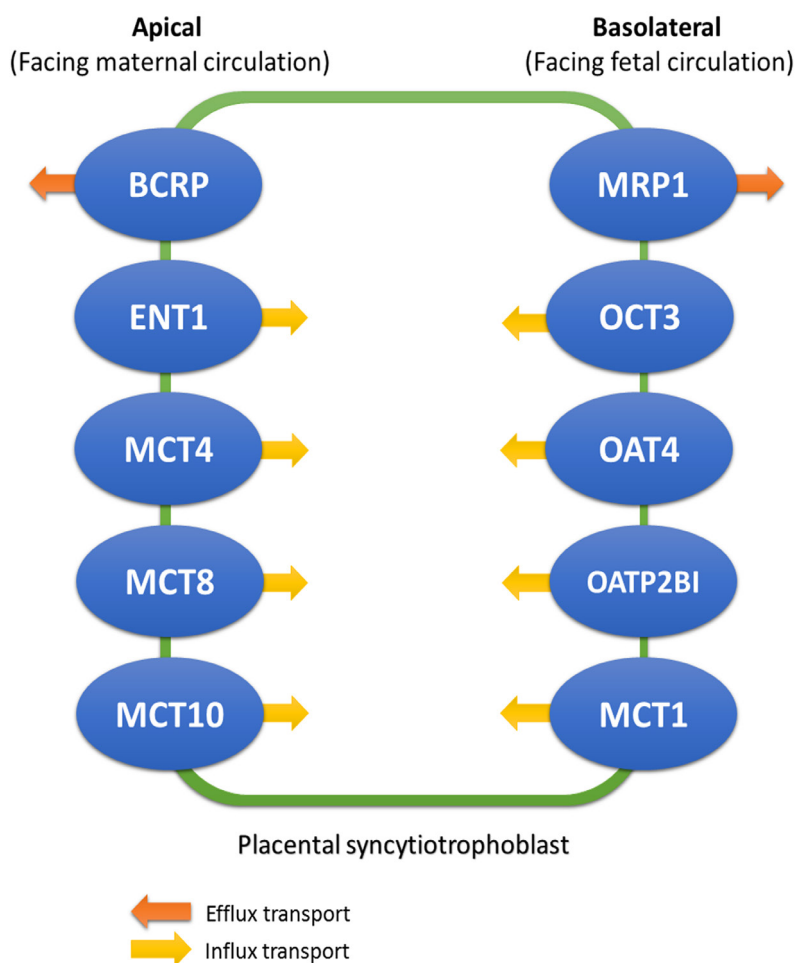 Apical
(Facing maternal circulation)
Basolateral
(Facing fetal circulation)
BCRP
MRP1
ENT1
OCT3
MCT4
OAT4
MCT8
OATP2BI
MCT10
MCT1
Placental syncytiotrophoblast
Efflux transport
Influx transport